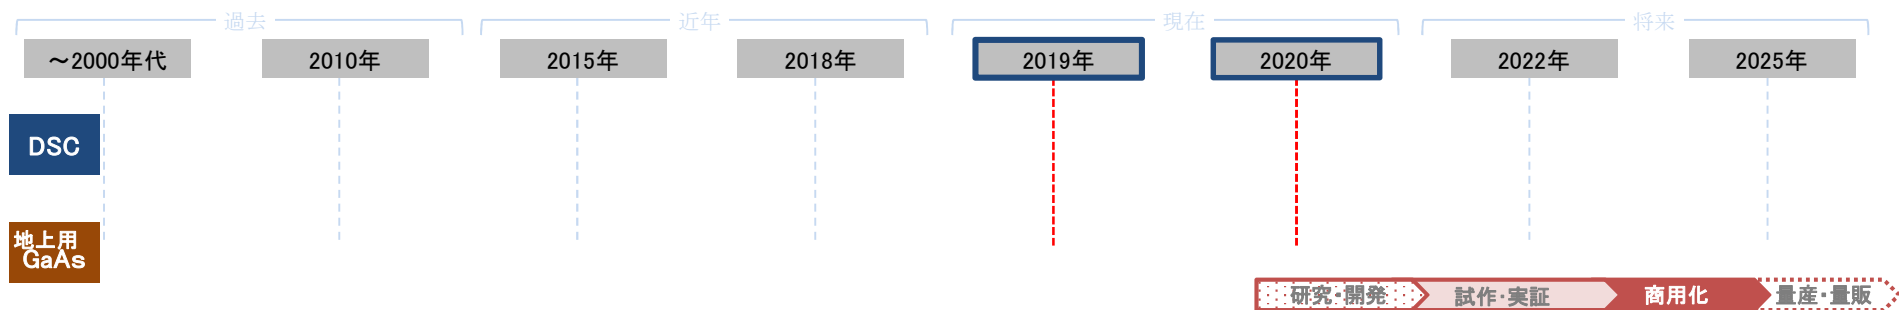 過去 近年 現在 将来
～2000年代 2010年 2015年 2018年 2019年 2020年 2022年 2025年
DSC
地上用
GaAs
研究・開発 試作・実証 商用化 量産・量販